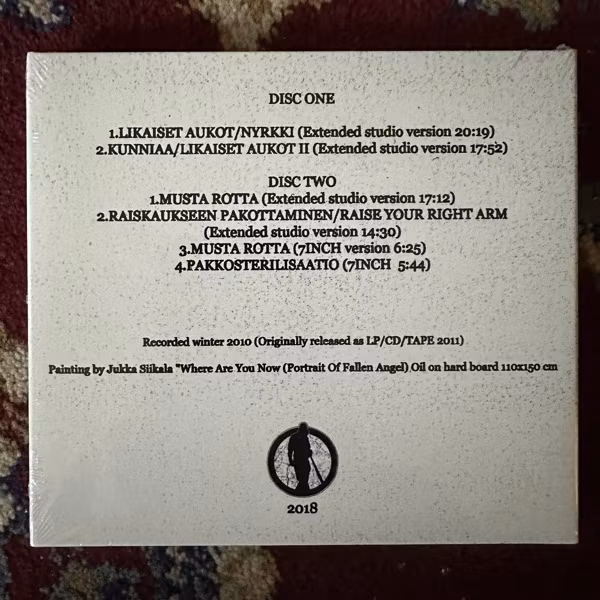 DISC ONE
1.LIKAISET AUKOT/NYRKKI (Extended studio version 20:19)
2.KUNNIAA/LIKAISET AUKOT II (Extended studio version 17:52)
DISC TWO
1.MUSTA ROTTA (Extended studio version 17:12)
2.RAISKAUKSEEN PAKOTTAMINEN/RAISE YOUR RIGHT ARM
(Extended studio version 14:30)
3.MUSTA ROTTA (7INCH version 6:25)
4.PAKKOSTERILISAATIO (7INCH 5:44)
Recorded winter 2010 (Originally released as LP/CD/TAPE 2011)
Painting by Jukka Siikala "Where Are You Now (Portrait Of Fallen Angel) Oil on hard board 110x150 cm
2018